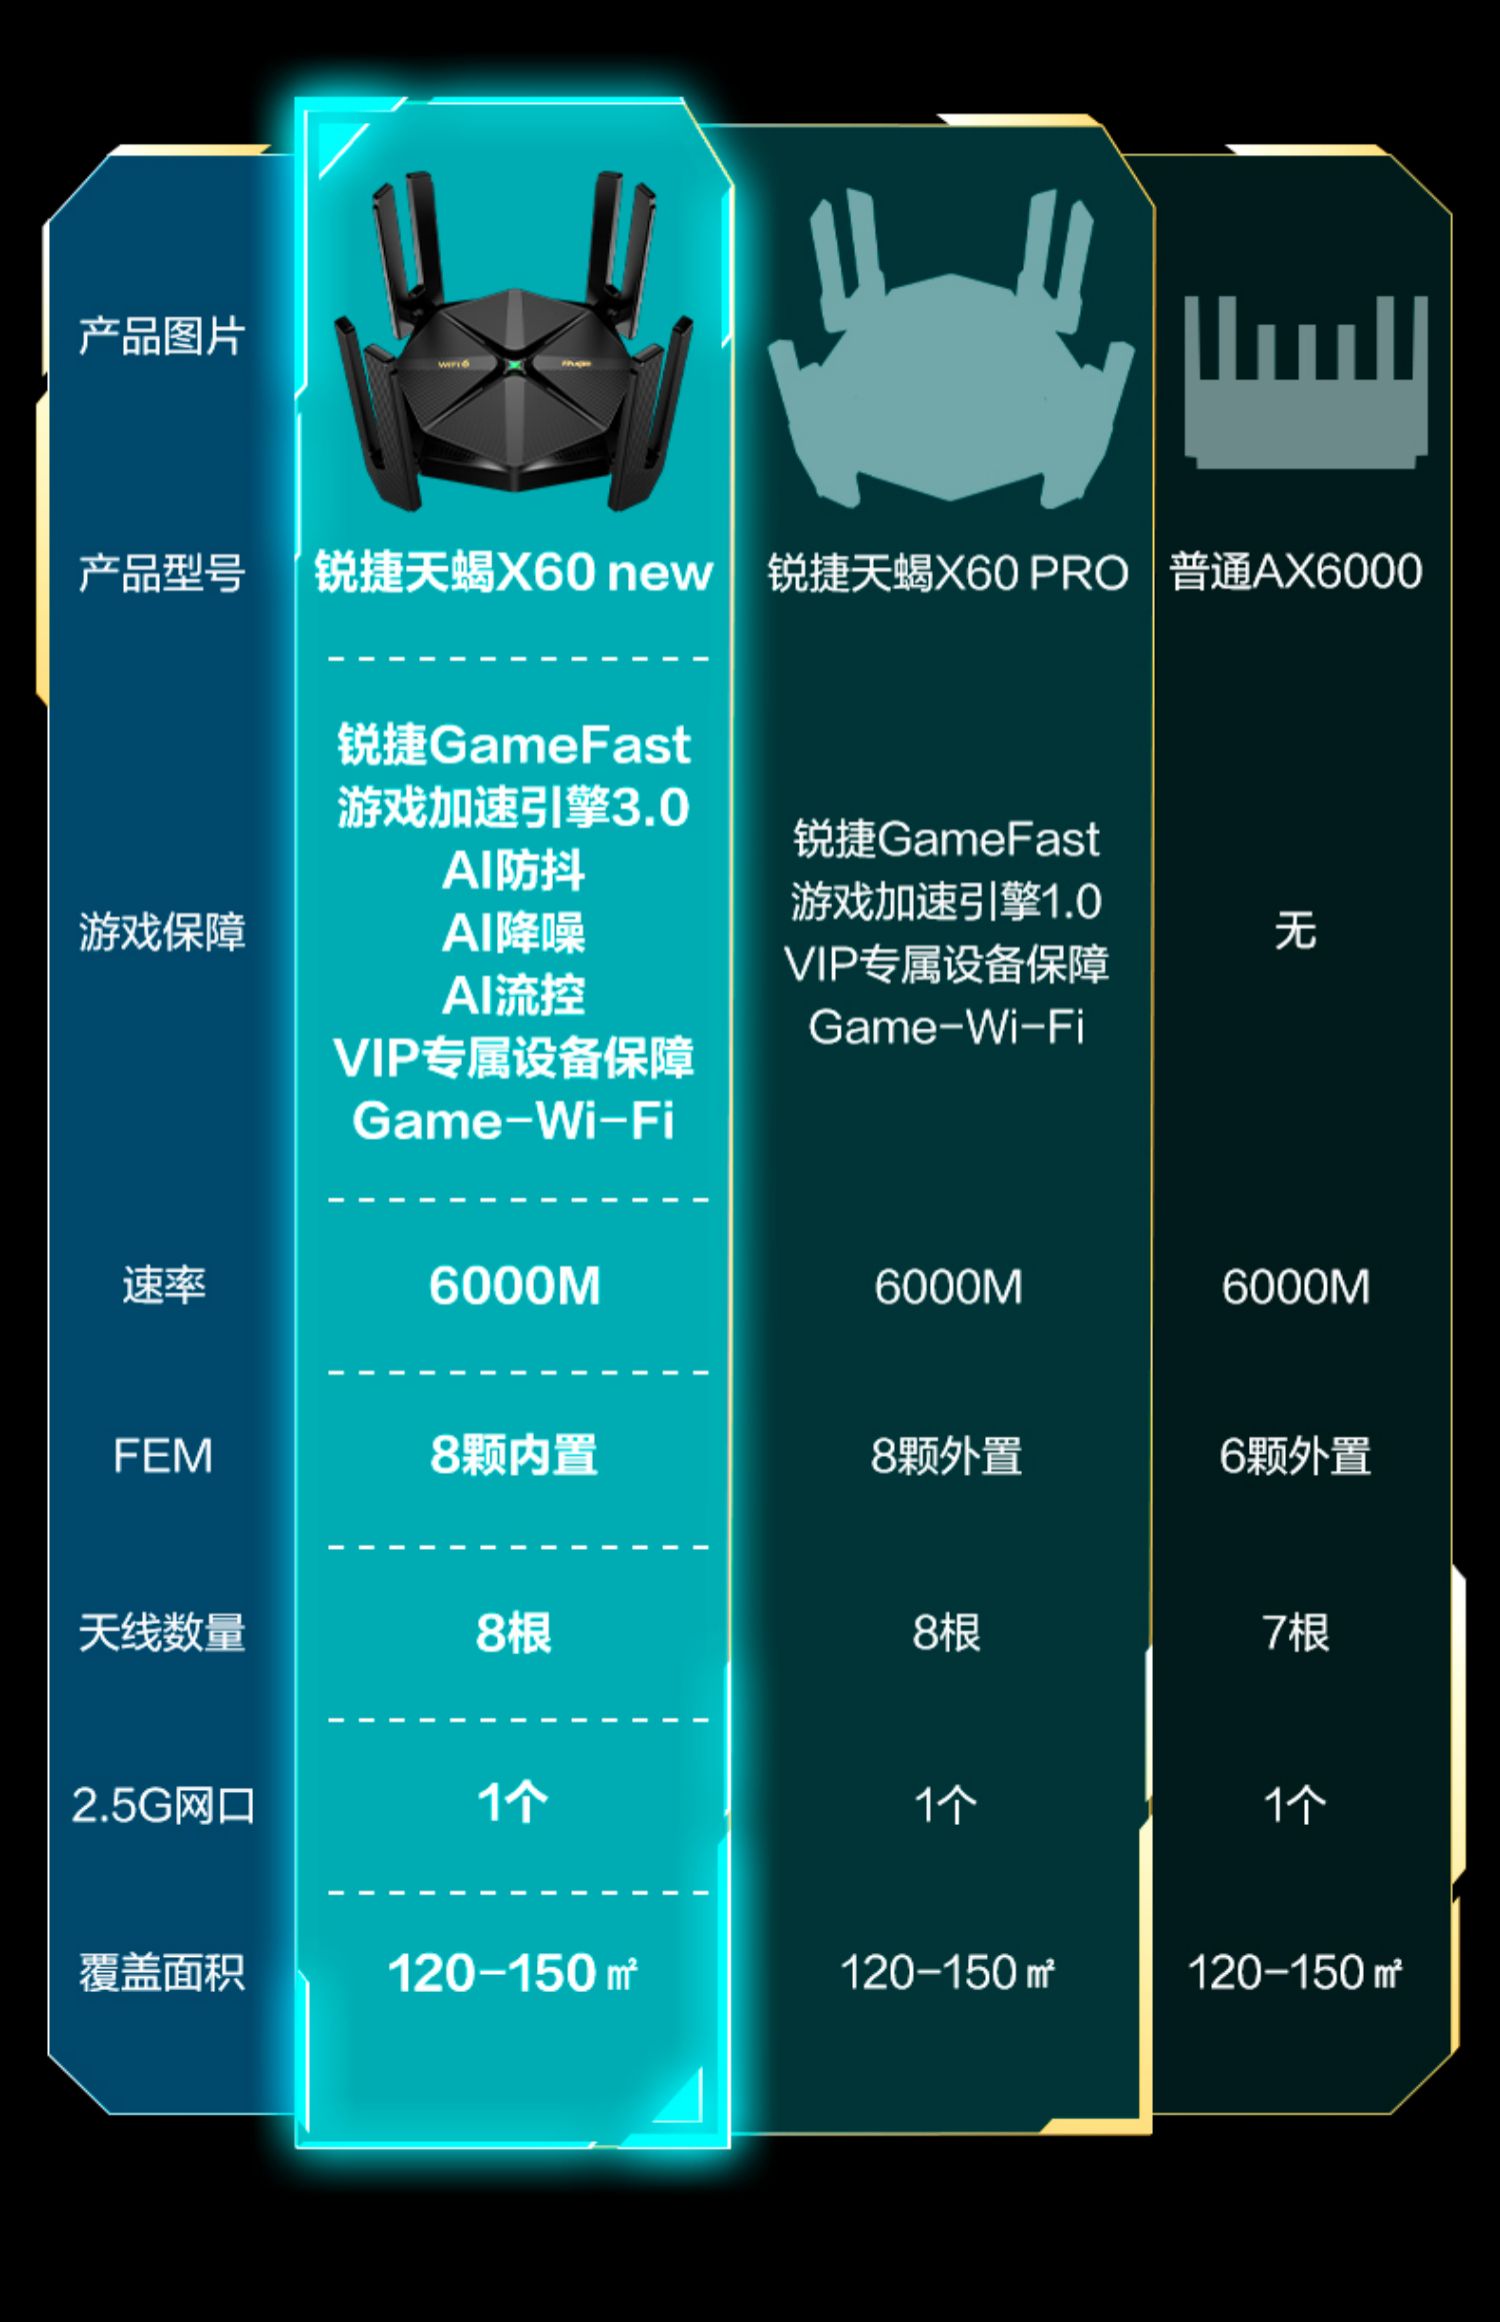 产品图片
WIFI6
Ruijie
产品型号
锐捷天蝎X60 new
锐捷天蝎X60 PRO
普通AX6000
游戏保障
锐捷GameFast
游戏加速引擎3.0
AI防抖
AI降噪
AI流控
VIP专属设备保障
Game-Wi-Fi
锐捷GameFast
游戏加速引擎1.0
VIP专属设备保障
Game-Wi-Fi
无
速率
6000M
6000M
6000M
FEM
8颗内置
8颗外置
6颗外置
天线数量
8根
8根
7根
2.5G网口
1个
1个
1个
覆盖面积
120-150㎡
120-150㎡
120-150㎡